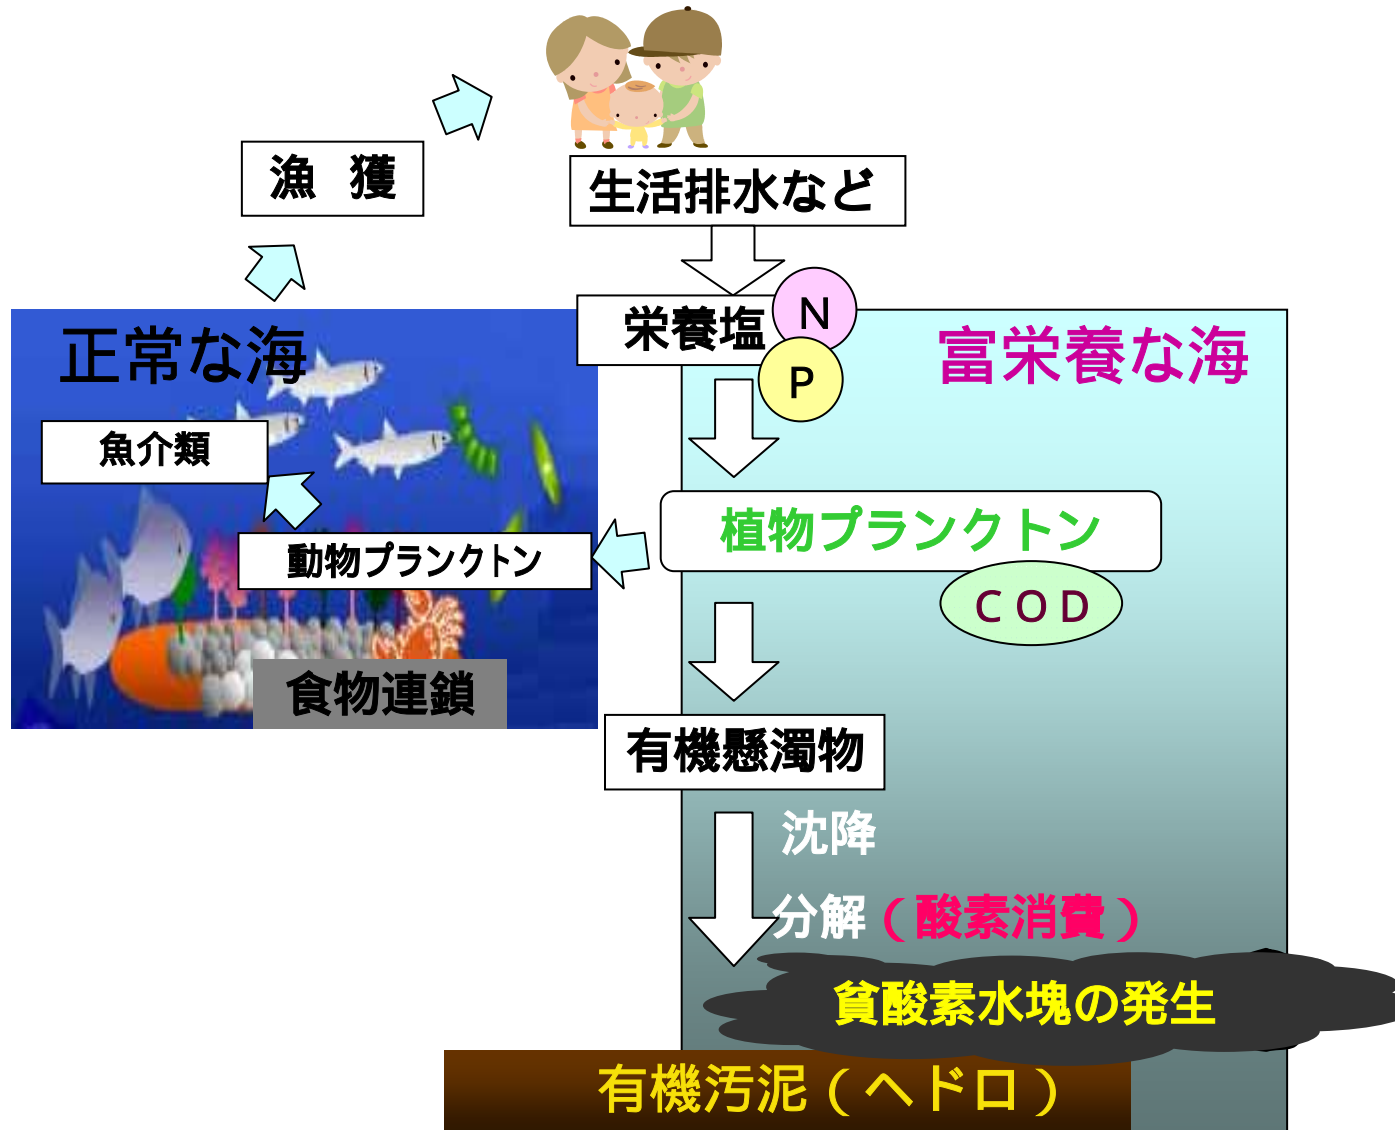 漁 獲
生活排水など
栄養塩
N
P
正常な海
富栄養な海
魚介類
動物プランクトン
植物プランクトン
ＣＯＤ
食物連鎖
有機懸濁物
沈降
分解（酸素消費）
貧酸素水塊の発生
有機汚泥（ヘドロ）